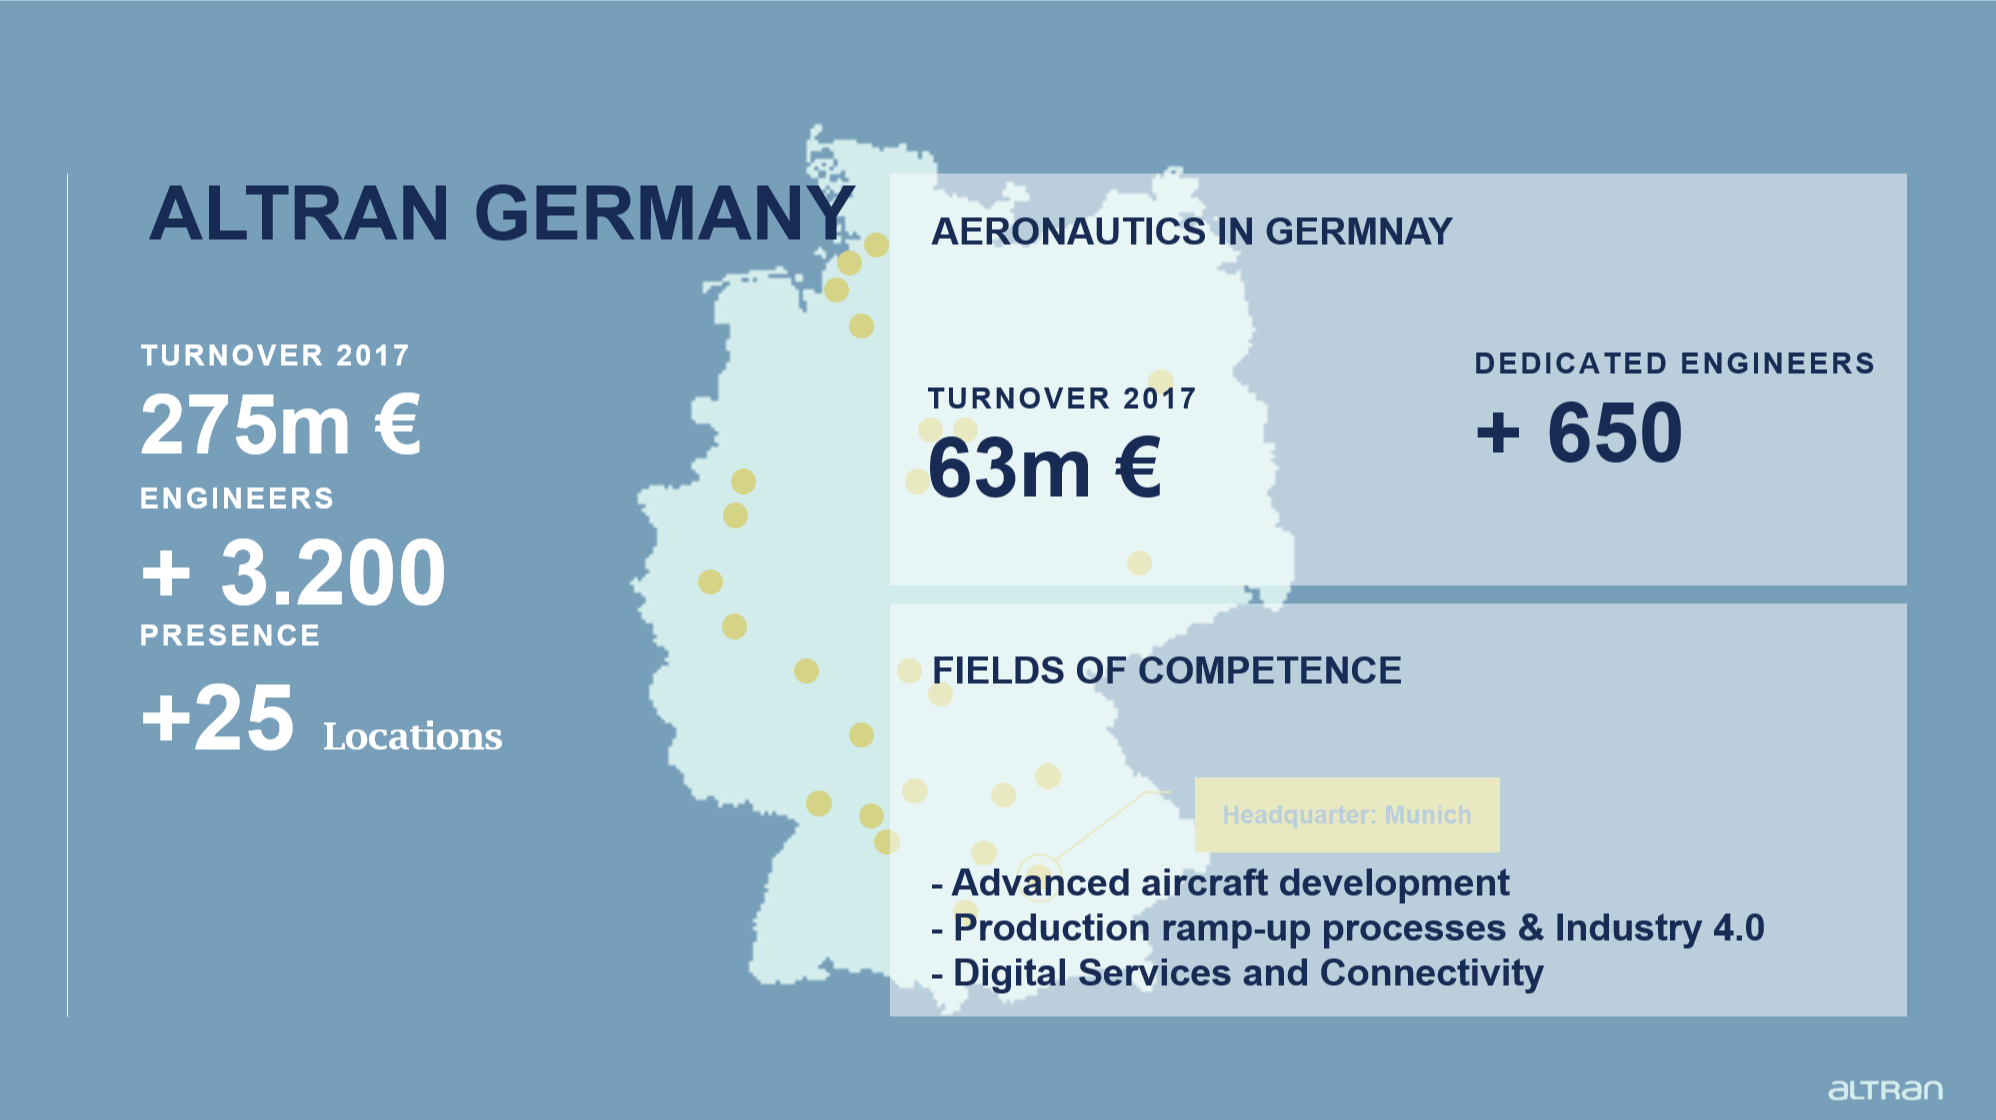 ALTRAN GERMANY
TURNOVER 2017
275m €
ENGINEERS
+ 3.200
PRESENCE
+25 Locations
AERONAUTICS IN GERMNAY
TURNOVER 2017
63m €
DEDICATED ENGINEERS
+ 650
FIELDS OF COMPETENCE
Headquarter: Munich
- Advanced aircraft development
- Production ramp-up processes & Industry 4.0
- Digital Services and Connectivity
ALTRAN